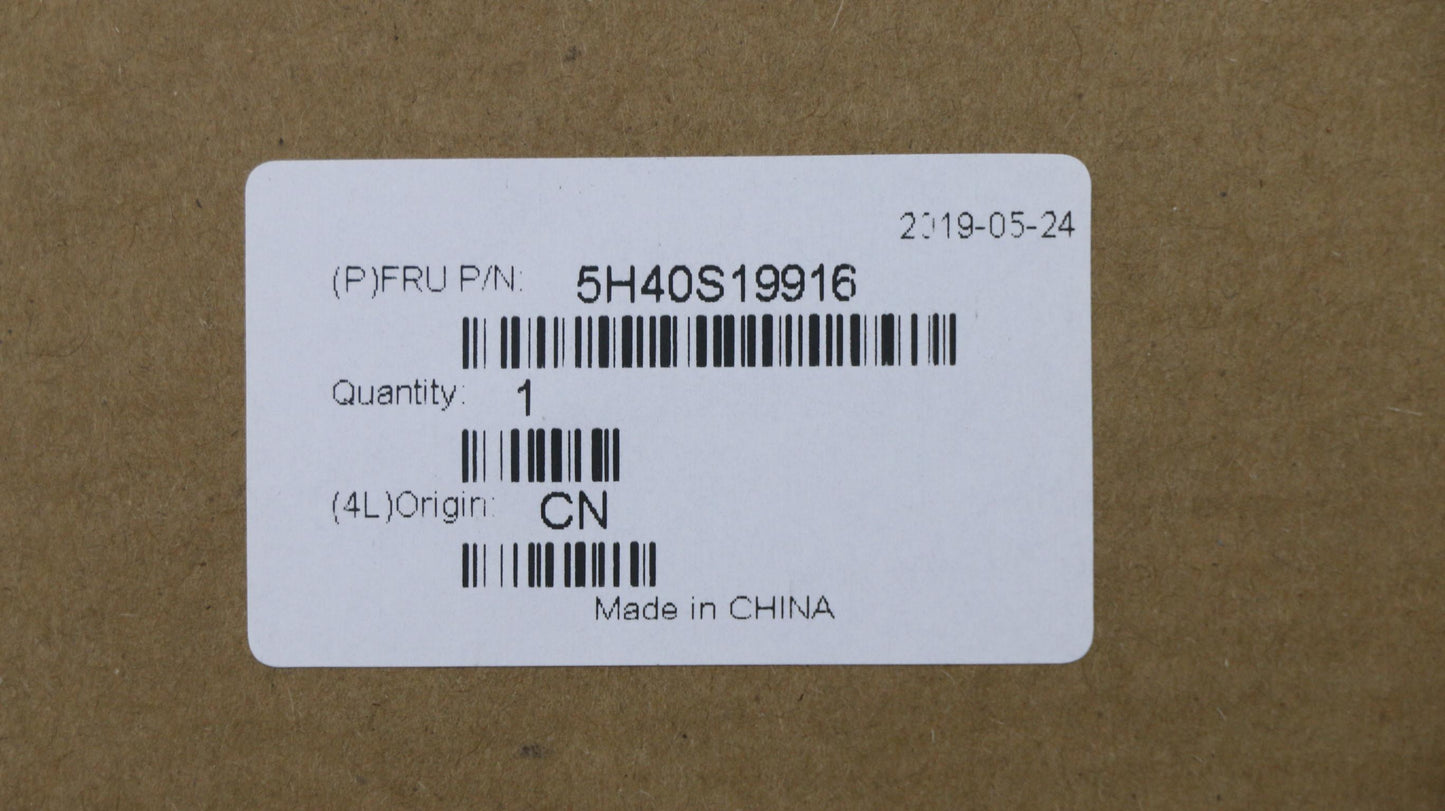 2019-05-24
(P)FRU P/N: 5H40S19916
Quantity: 1
(4L)Origin: CN
Made in CHINA